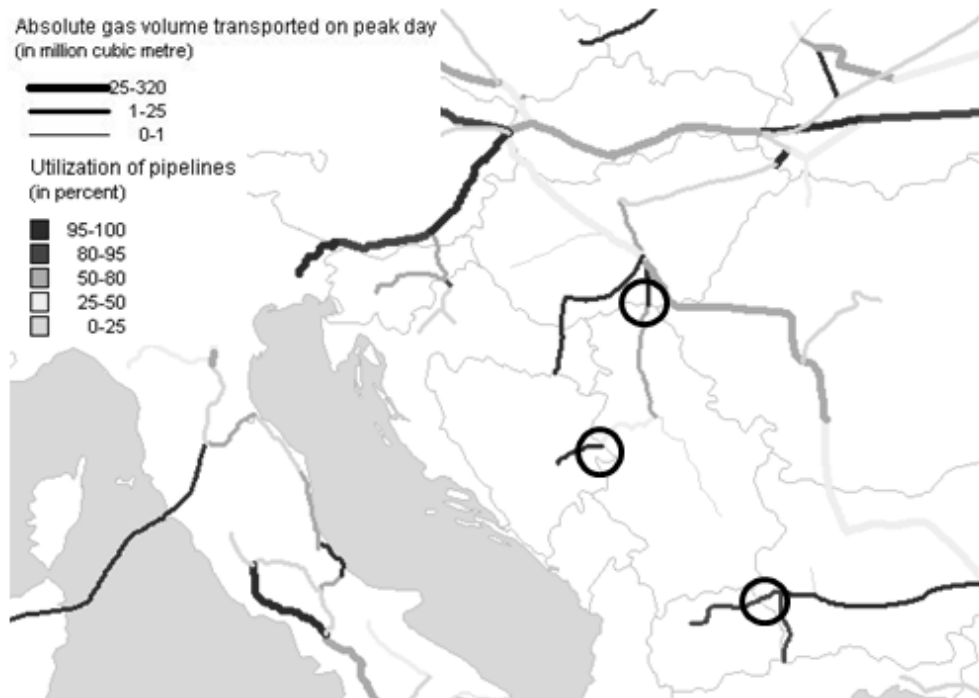 Absolute gas volume transported on peak day
(in million cubic metre)
25-320
1-25
0-1
Utilization of pipelines
(in percent)
95-100
80-95
50-80
25-50
0-25